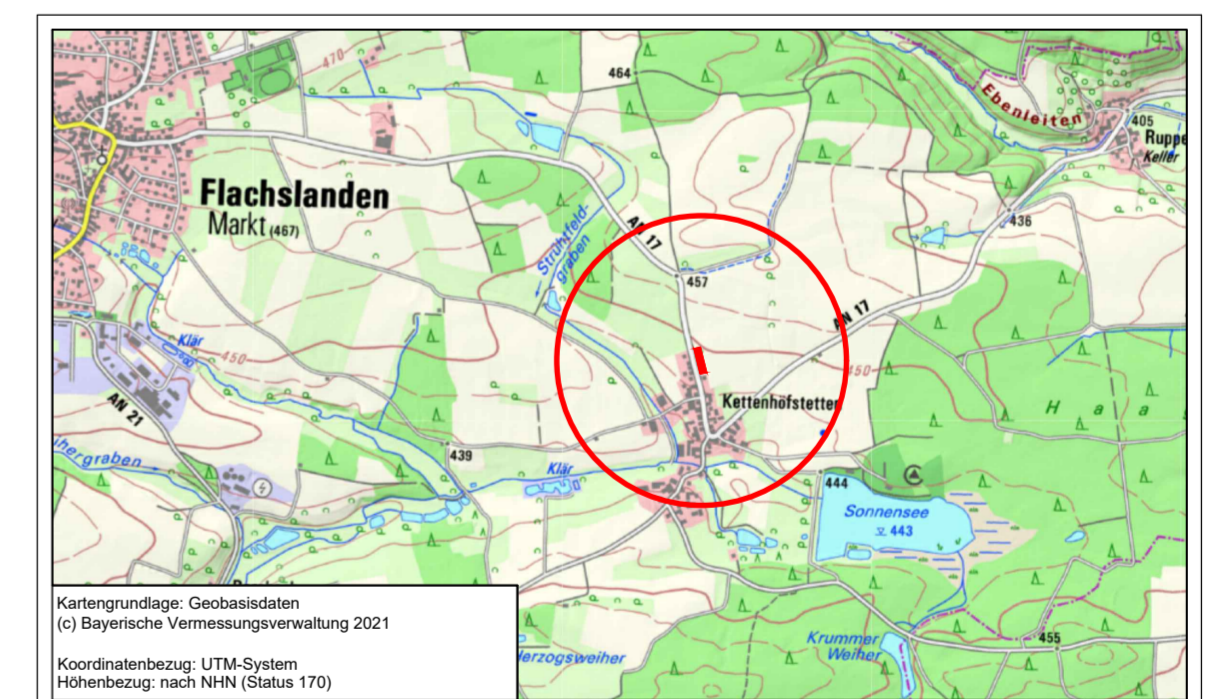 470
464
Ebenleiten
405
Ruppe
Keller
Flachslanden
Markt (467)
Struhtfeld-
graben
AN 17
436
457
AN 17
Klär
450
450
Kettenhöfstetten
AN 21
H a a s
hergraben
439
Klär
444
Sonnensee
443
Krummer
Weiher
455
Herzogsweiher
Kartengrundlage: Geobasisdaten
(c) Bayerische Vermessungsverwaltung 2021
Koordinatenbezug: UTM-System
Höhenbezug: nach NHN (Status 170)